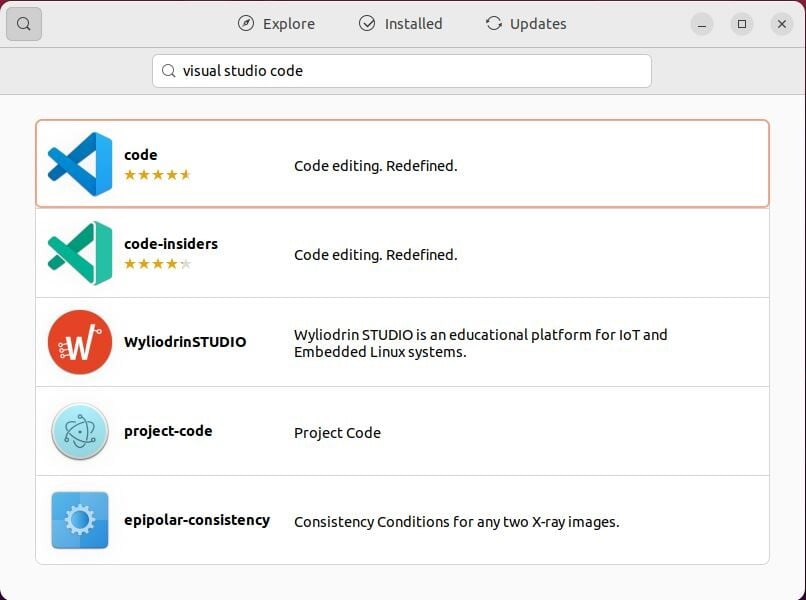 Explore
Installed
Updates
visual studio code
code
Code editing. Redefined.
code-insiders
Code editing. Redefined.
W
WyliodrinSTUDIO
Wyliodrin STUDIO is an educational platform for IoT and
Embedded Linux systems.
project-code
Project Code
epipolar-consistency
Consistency Conditions for any two X-ray images.